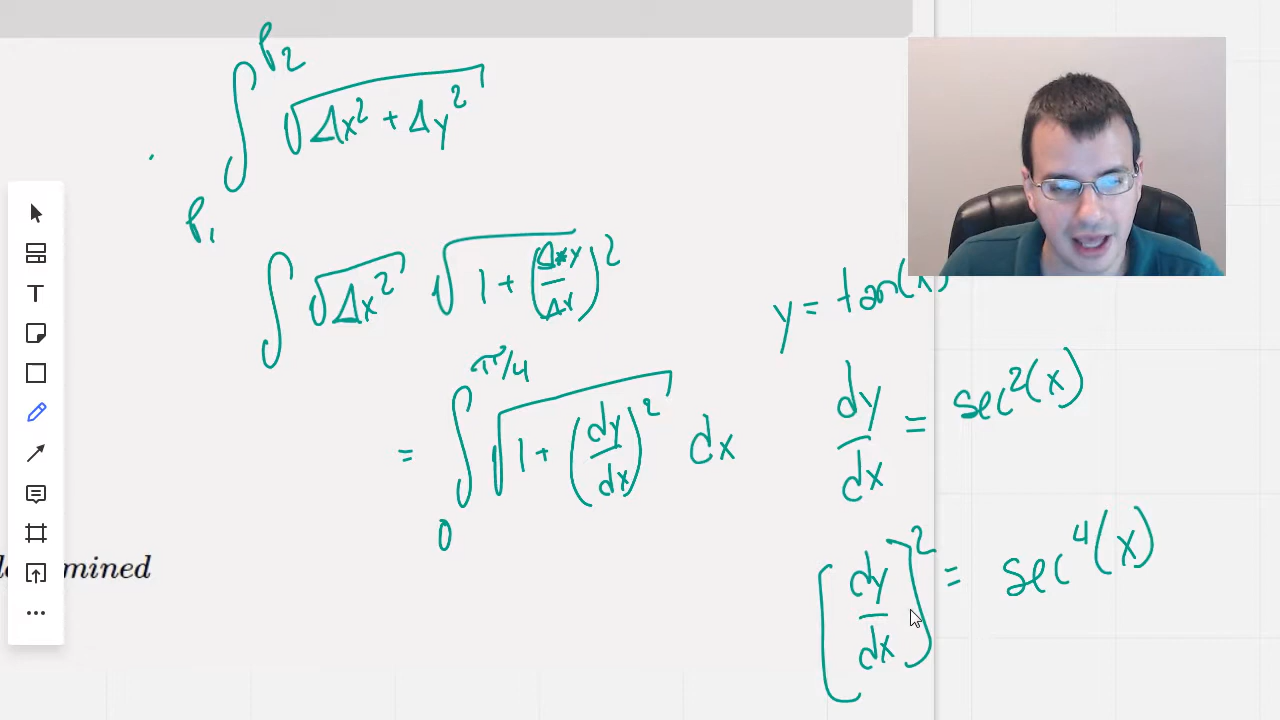 ∫_{P₁}^{P₂} √(Δx² + Δy²)
∫ √(Δx²) √(1 + (Δy/Δx)²)
= ∫_0^{π/4} √(1 + (dy/dx)²) dx
y = tan(x)
dy/dx = sec²(x)
[dy/dx]² = sec⁴(x)
mined
T